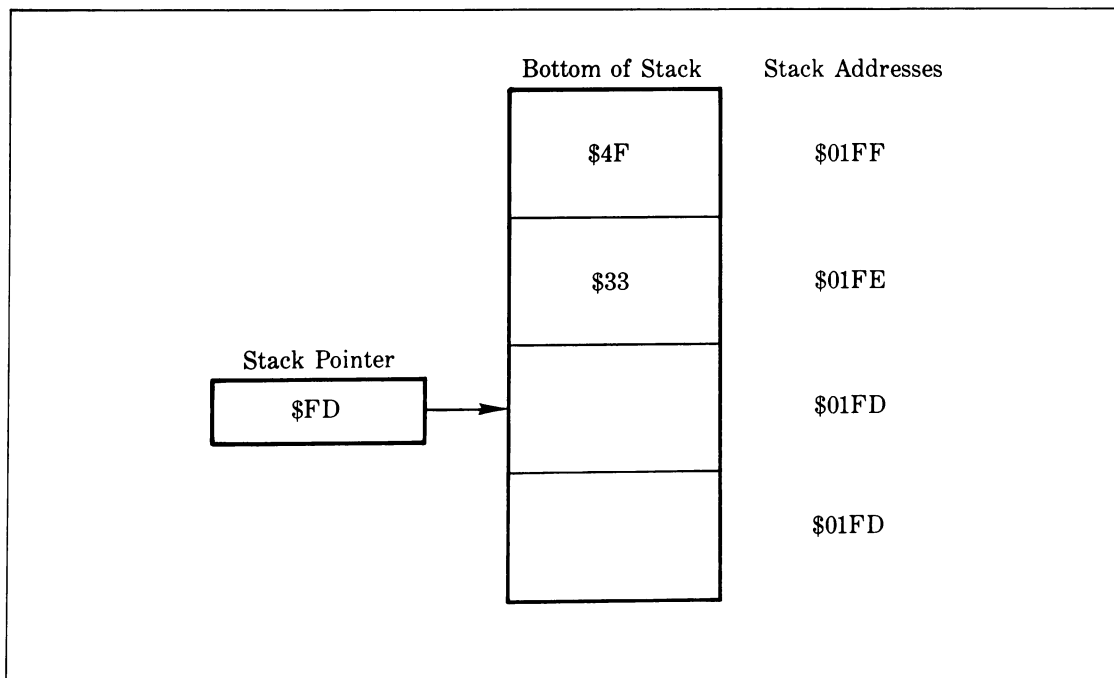 Bottom of Stack Stack Addresses
$4F $01FF
$33 $01FE
Stack Pointer
$FD $01FD
$01FD